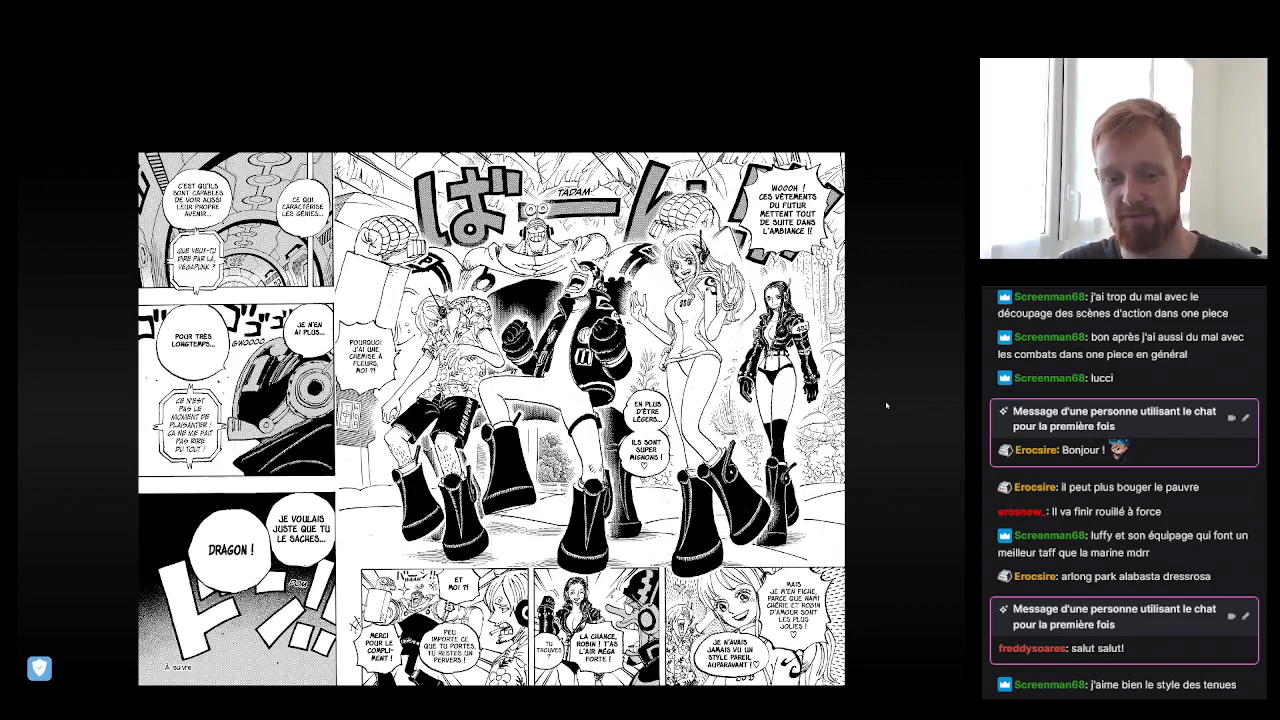 C'EST QU'ILS
SONT CAPABLES
DE VOIR AUSSI
LEUR PROPRE
AVENIR...
CE QUI
CARACTÉRISE
LES GÉNIES...
QUE VEUX-TU
DIRE PAR LÀ,
VEGAPUNK ?
JE N'EN
AI PLUS...
POUR TRÈS
LONGTEMPS...
GWOOOO
CE N'EST
PAS LE
MOMENT DE
PLAISANTER !
ÇA NE ME FAIT
PAS RIRE
DU TOUT !
JE VOULAIS
JUSTE QUE TU
LE SACHES...
DRAGON !
À suivre
TADAM
WOOOH !
CES VÊTEMENTS
DU FUTUR
METTENT TOUT
DE SUITE DANS
L'AMBIANCE !!
POURQUOI
J'AI UNE
CHEMISE À
FLEURS,
MOI ?!
EN PLUS
D'ÊTRE
LÉGERS...
ILS SONT
SUPER
MIGNONS !
♡
ET
MOI ?!
PEU
IMPORTE CE
QUE TU PORTES,
TU RESTES UN
PERVERS !
MERCI
POUR LE
COMPLI-
MENT !
LA CHANCE,
ROBIN ! T'AS
L'AIR MÉGA
FORTE !
TU
TROUVES
?
MAIS
JE M'EN FICHE,
PARCE QUE NAMI
CHÉRIE ET ROBIN
D'AMOUR SONT
LES PLUS
JOLIES !
♡
JE N'AVAIS
JAMAIS VU UN
STYLE PAREIL
AUPARAVANT ! ♡
Screenman68: j'ai trop du mal avec le
découpage des scènes d'action dans one piece
Screenman68: bon après j'ai aussi du mal avec
les combats dans one piece en général
Screenman68: lucci
Message d'une personne utilisant le chat
pour la première fois
Erocsire: Bonjour !
Erocsire: il peut plus bouger le pauvre
erosnow_: Il va finir rouillé à force
Screenman68: luffy et son équipage qui font un
meilleur taff que la marine mdrr
Erocsire: arlong park alabasta dressrosa
Message d'une personne utilisant le chat
pour la première fois
freddysoares: salut salut!
Screenman68: j'aime bien le style des tenues